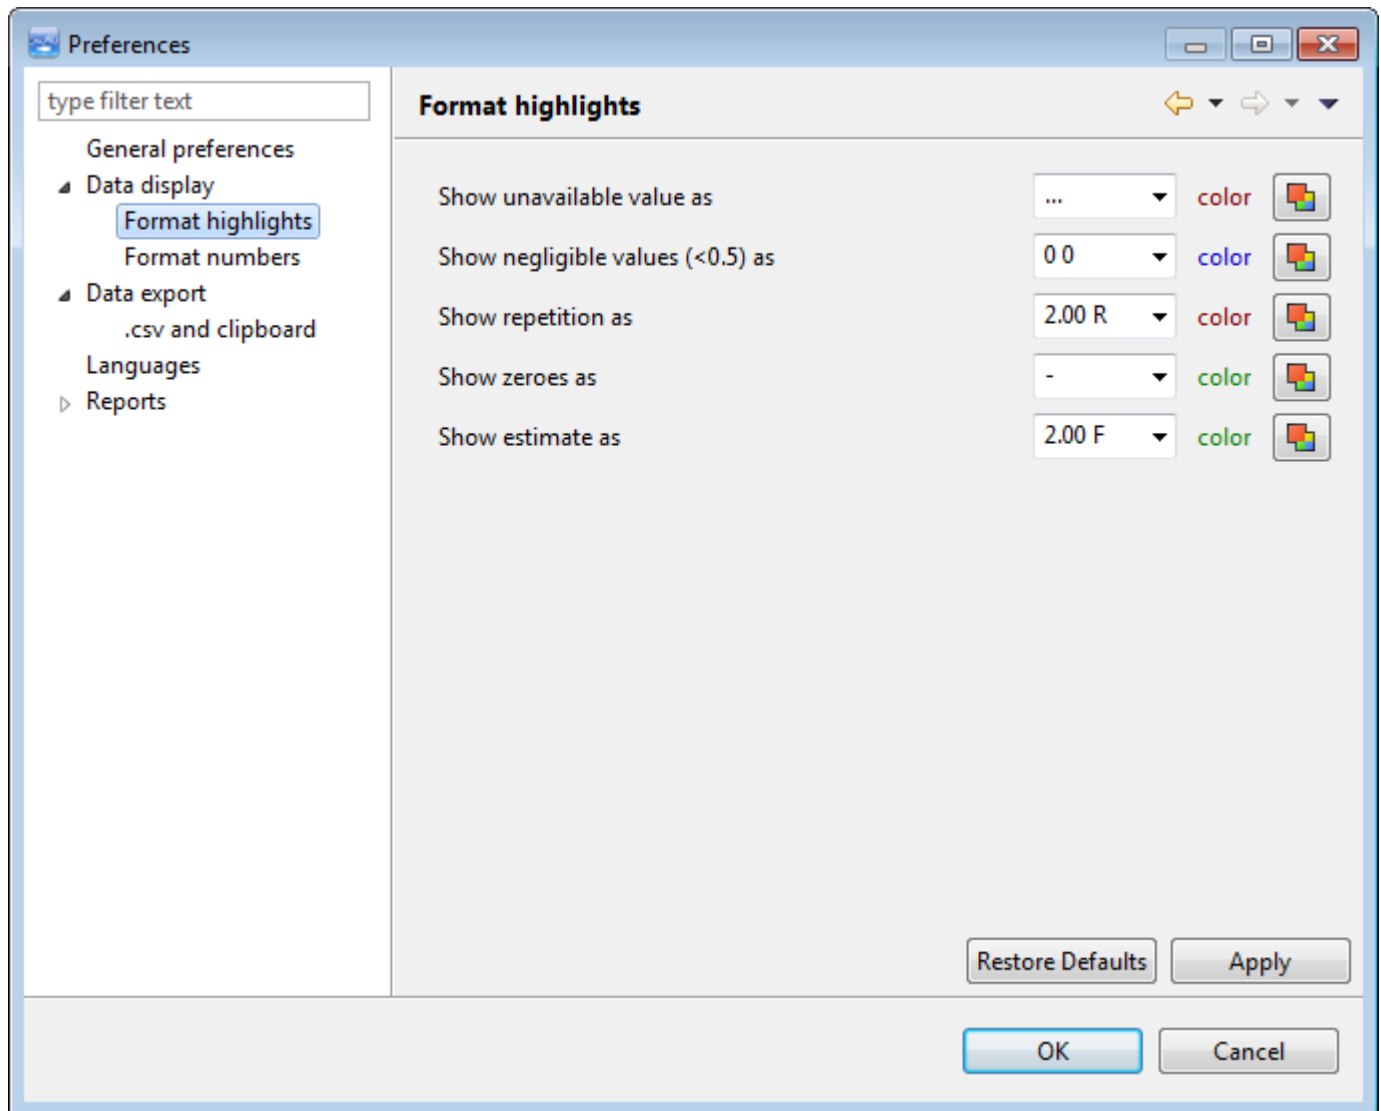 Preferences
type filter text
General preferences
Data display
Format highlights
Format numbers
Data export
.csv and clipboard
Languages
Reports
Format highlights
Show unavailable value as ... color
Show negligible values (<0.5) as 0 0 color
Show repetition as 2.00 R color
Show zeroes as - color
Show estimate as 2.00 F color
Restore Defaults Apply
OK Cancel